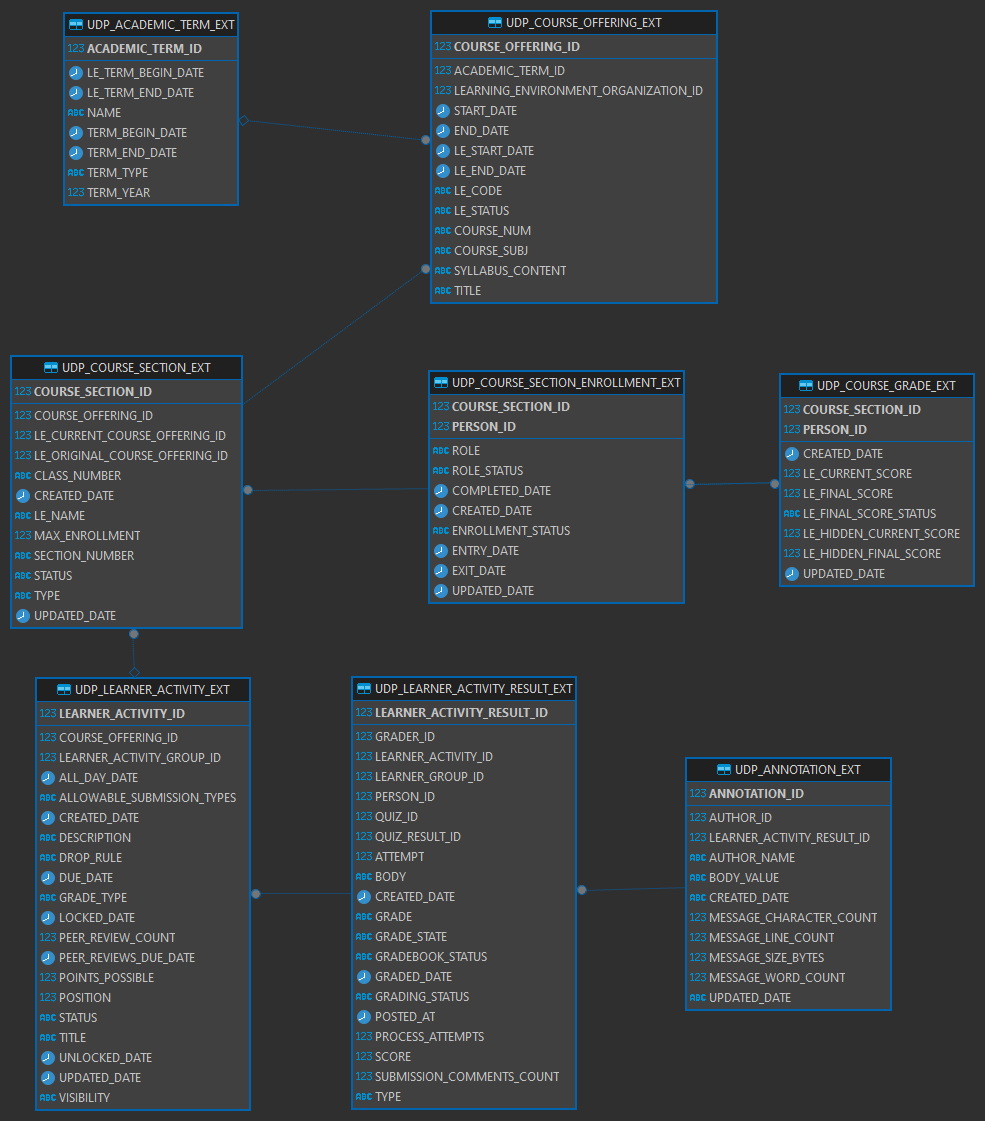 UDP_ACADEMIC_TERM_EXT
123 ACADEMIC_TERM_ID
LE_TERM_BEGIN_DATE
LE_TERM_END_DATE
ABC NAME
TERM_BEGIN_DATE
TERM_END_DATE
ABC TERM_TYPE
123 TERM_YEAR
UDP_COURSE_OFFERING_EXT
123 COURSE_OFFERING_ID
123 ACADEMIC_TERM_ID
123 LEARNING_ENVIRONMENT_ORGANIZATION_ID
START_DATE
END_DATE
LE_START_DATE
LE_END_DATE
ABC LE_CODE
ABC LE_STATUS
ABC COURSE_NUM
ABC COURSE_SUBJ
ABC SYLLABUS_CONTENT
ABC TITLE
UDP_COURSE_SECTION_EXT
123 COURSE_SECTION_ID
123 COURSE_OFFERING_ID
123 LE_CURRENT_COURSE_OFFERING_ID
123 LE_ORIGINAL_COURSE_OFFERING_ID
ABC CLASS_NUMBER
CREATED_DATE
ABC LE_NAME
123 MAX_ENROLLMENT
ABC SECTION_NUMBER
ABC STATUS
ABC TYPE
UPDATED_DATE
UDP_COURSE_SECTION_ENROLLMENT_EXT
123 COURSE_SECTION_ID
123 PERSON_ID
ABC ROLE
ABC ROLE_STATUS
COMPLETED_DATE
CREATED_DATE
ABC ENROLLMENT_STATUS
ENTRY_DATE
EXIT_DATE
UPDATED_DATE
UDP_COURSE_GRADE_EXT
123 COURSE_SECTION_ID
123 PERSON_ID
CREATED_DATE
123 LE_CURRENT_SCORE
123 LE_FINAL_SCORE
ABC LE_FINAL_SCORE_STATUS
123 LE_HIDDEN_CURRENT_SCORE
123 LE_HIDDEN_FINAL_SCORE
UPDATED_DATE
UDP_LEARNER_ACTIVITY_EXT
123 LEARNER_ACTIVITY_ID
123 COURSE_OFFERING_ID
123 LEARNER_ACTIVITY_GROUP_ID
ALL_DAY_DATE
ABC ALLOWABLE_SUBMISSION_TYPES
CREATED_DATE
ABC DESCRIPTION
ABC DROP_RULE
DUE_DATE
ABC GRADE_TYPE
LOCKED_DATE
123 PEER_REVIEW_COUNT
PEER_REVIEWS_DUE_DATE
123 POINTS_POSSIBLE
123 POSITION
ABC STATUS
ABC TITLE
UNLOCKED_DATE
UPDATED_DATE
ABC VISIBILITY
UDP_LEARNER_ACTIVITY_RESULT_EXT
123 LEARNER_ACTIVITY_RESULT_ID
123 GRADER_ID
123 LEARNER_ACTIVITY_ID
123 LEARNER_GROUP_ID
123 PERSON_ID
123 QUIZ_ID
123 QUIZ_RESULT_ID
123 ATTEMPT
ABC BODY
CREATED_DATE
ABC GRADE
ABC GRADE_STATE
ABC GRADEBOOK_STATUS
GRADED_DATE
ABC GRADING_STATUS
POSTED_AT
123 PROCESS_ATTEMPTS
123 SCORE
123 SUBMISSION_COMMENTS_COUNT
ABC TYPE
UDP_ANNOTATION_EXT
123 ANNOTATION_ID
123 AUTHOR_ID
123 LEARNER_ACTIVITY_RESULT_ID
ABC AUTHOR_NAME
ABC BODY_VALUE
ABC CREATED_DATE
123 MESSAGE_CHARACTER_COUNT
123 MESSAGE_LINE_COUNT
123 MESSAGE_SIZE_BYTES
123 MESSAGE_WORD_COUNT
ABC UPDATED_DATE